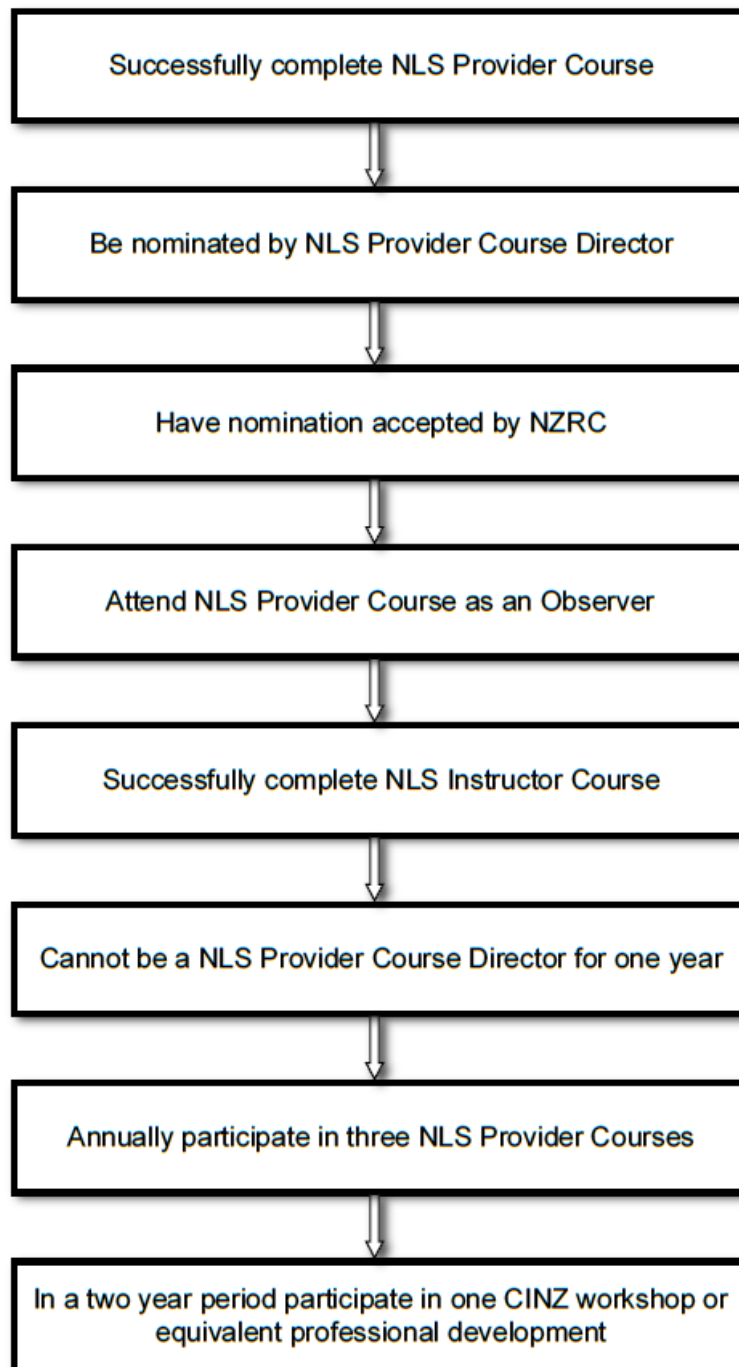 Successfully complete NLS Provider Course
Be nominated by NLS Provider Course Director
Have nomination accepted by NZRC
Attend NLS Provider Course as an Observer
Successfully complete NLS Instructor Course
Cannot be a NLS Provider Course Director for one year
Annually participate in three NLS Provider Courses
In a two year period participate in one CINZ workshop or
equivalent professional development